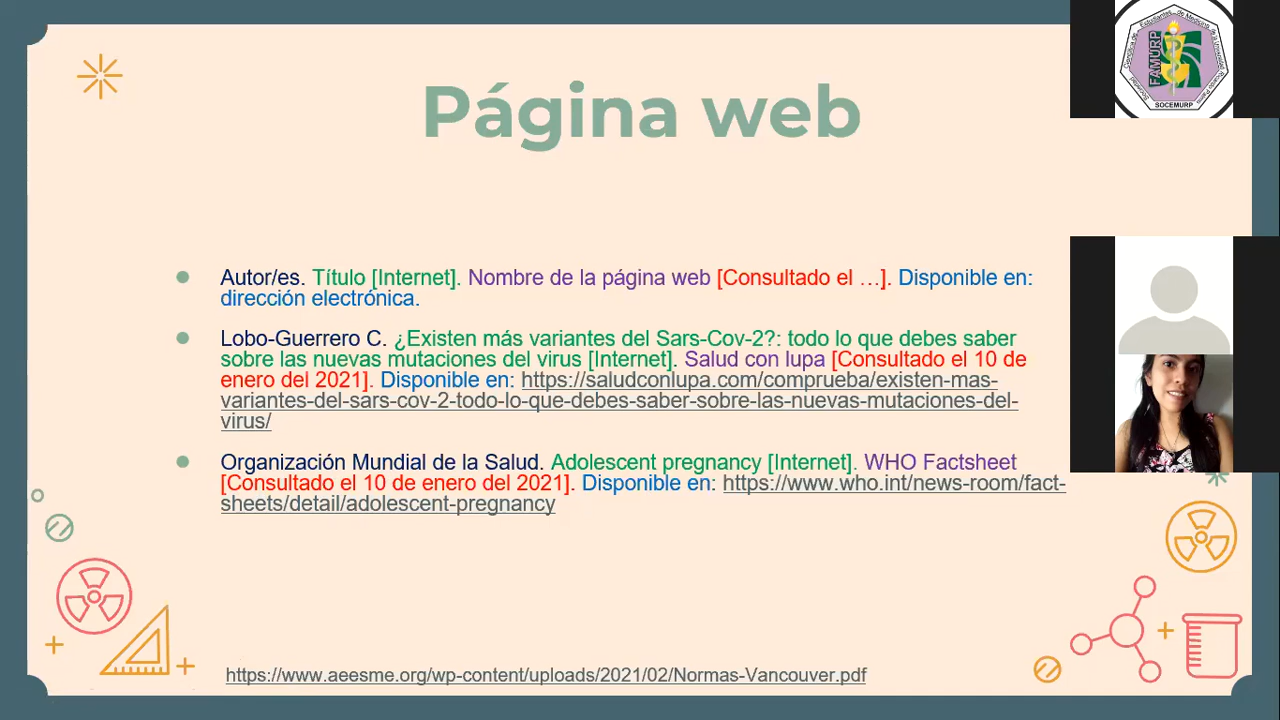 Página web
Autor/es. Título [Internet]. Nombre de la página web [Consultado el …]. Disponible en:
dirección electrónica.
Lobo-Guerrero C. ¿Existen más variantes del Sars-Cov-2?: todo lo que debes saber
sobre las nuevas mutaciones del virus [Internet]. Salud con lupa [Consultado el 10 de
enero del 2021]. Disponible en: https://saludconlupa.com/comprueba/existen-mas-
variantes-del-sars-cov-2-todo-lo-que-debes-saber-sobre-las-nuevas-mutaciones-del-
virus/
Organización Mundial de la Salud. Adolescent pregnancy [Internet]. WHO Factsheet
[Consultado el 10 de enero del 2021]. Disponible en: https://www.who.int/news-room/fact-
sheets/detail/adolescent-pregnancy
https://www.aeesme.org/wp-content/uploads/2021/02/Normas-Vancouver.pdf
FAMURP
SOCEMURP